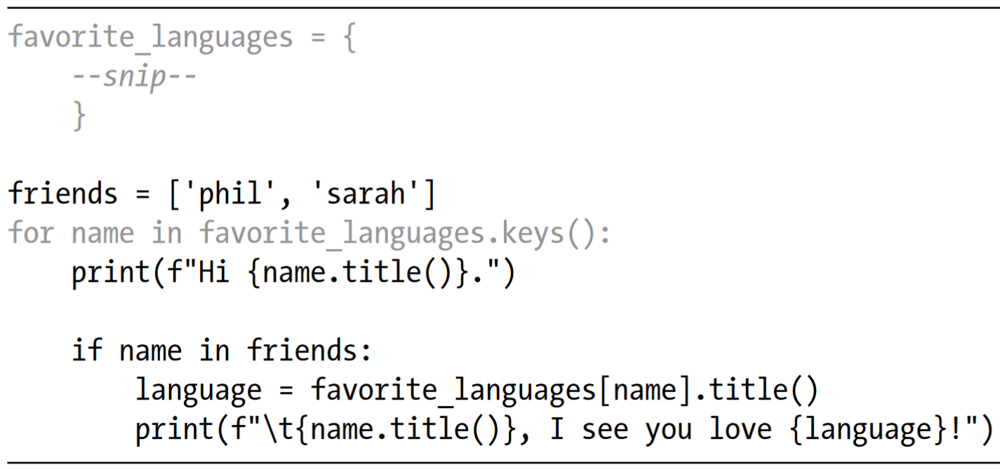 favorite_languages = {
    --snip--
    }

friends = ['phil', 'sarah']
for name in favorite_languages.keys():
    print(f"Hi {name.title()}.")

    if name in friends:
        language = favorite_languages[name].title()
        print(f"\t{name.title()}, I see you love {language}!")